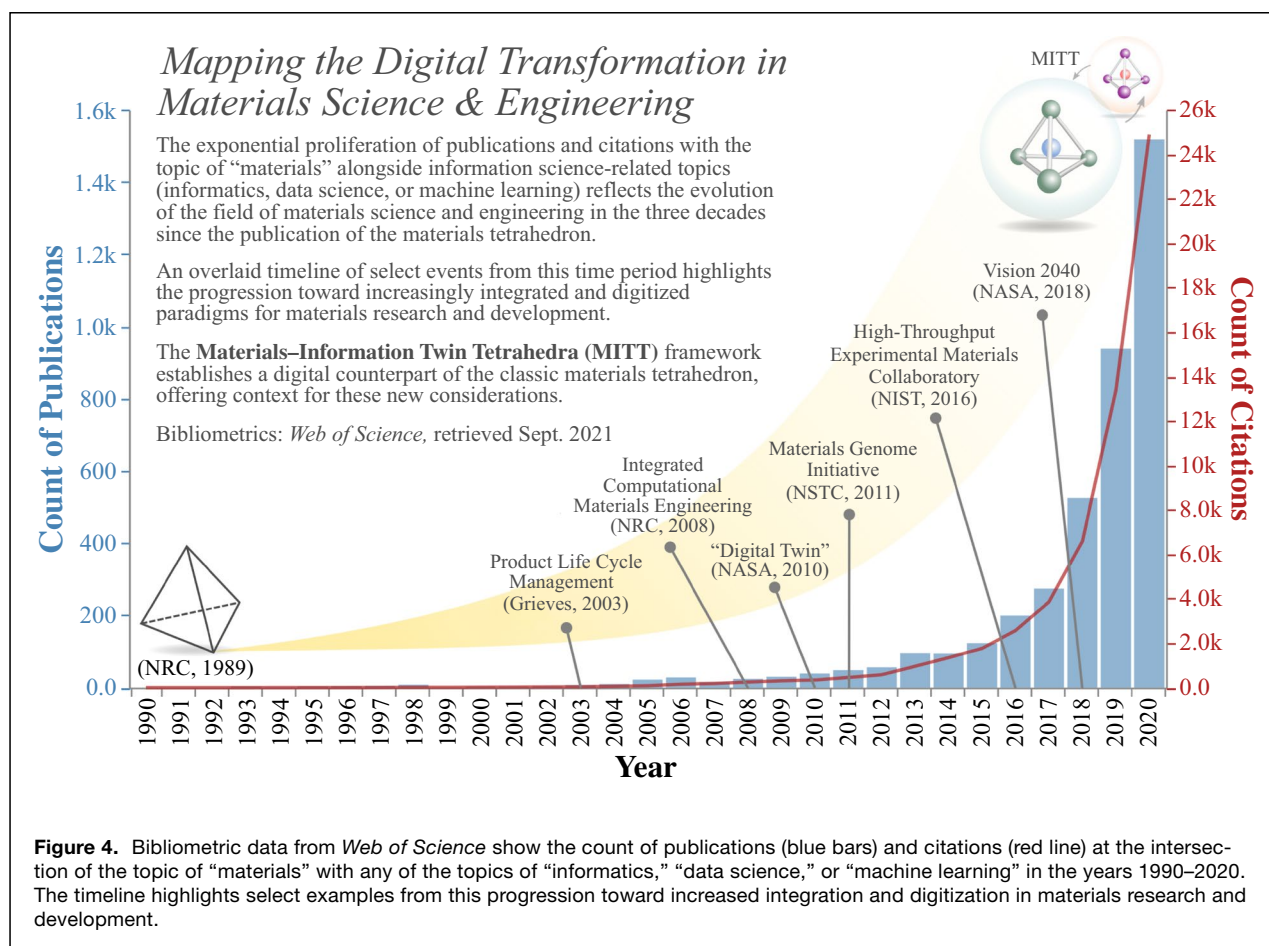 Mapping the Digital Transformation in
Materials Science & Engineering
The exponential proliferation of publications and citations with the
topic of “materials” alongside information science-related topics
(informatics, data science, or machine learning) reflects the evolution
of the field of materials science and engineering in the three decades
since the publication of the materials tetrahedron.
An overlaid timeline of select events from this time period highlights
the progression toward increasingly integrated and digitized
paradigms for materials research and development.
The Materials–Information Twin Tetrahedra (MITT) framework
establishes a digital counterpart of the classic materials tetrahedron,
offering context for these new considerations.
Bibliometrics: Web of Science, retrieved Sept. 2021
MITT
Count of Publications
1.6k
1.4k
1.2k
1.0k
800
600
400
200
0.0
(NRC, 1989)
Product Life Cycle
Management
(Grieves, 2003)
Integrated
Computational
Materials Engineering
(NRC, 2008)
“Digital Twin”
(NASA, 2010)
Materials Genome
Initiative
(NSTC, 2011)
High-Throughput
Experimental Materials
Collaboratory
(NIST, 2016)
Vision 2040
(NASA, 2018)
26k
24k
22k
20k
18k
16k
14k
12k
10k
8.0k
6.0k
4.0k
2.0k
0.0
Count of Citations
1990
1991
1992
1993
1994
1995
1996
1997
1998
1999
2000
2001
2002
2003
2004
2005
2006
2007
2008
2009
2010
2011
2012
2013
2014
2015
2016
2017
2018
2019
2020
Year
Figure 4. Bibliometric data from Web of Science show the count of publications (blue bars) and citations (red line) at the intersec-
tion of the topic of “materials” with any of the topics of “informatics,” “data science,” or “machine learning” in the years 1990–2020.
The timeline highlights select examples from this progression toward increased integration and digitization in materials research and
development.